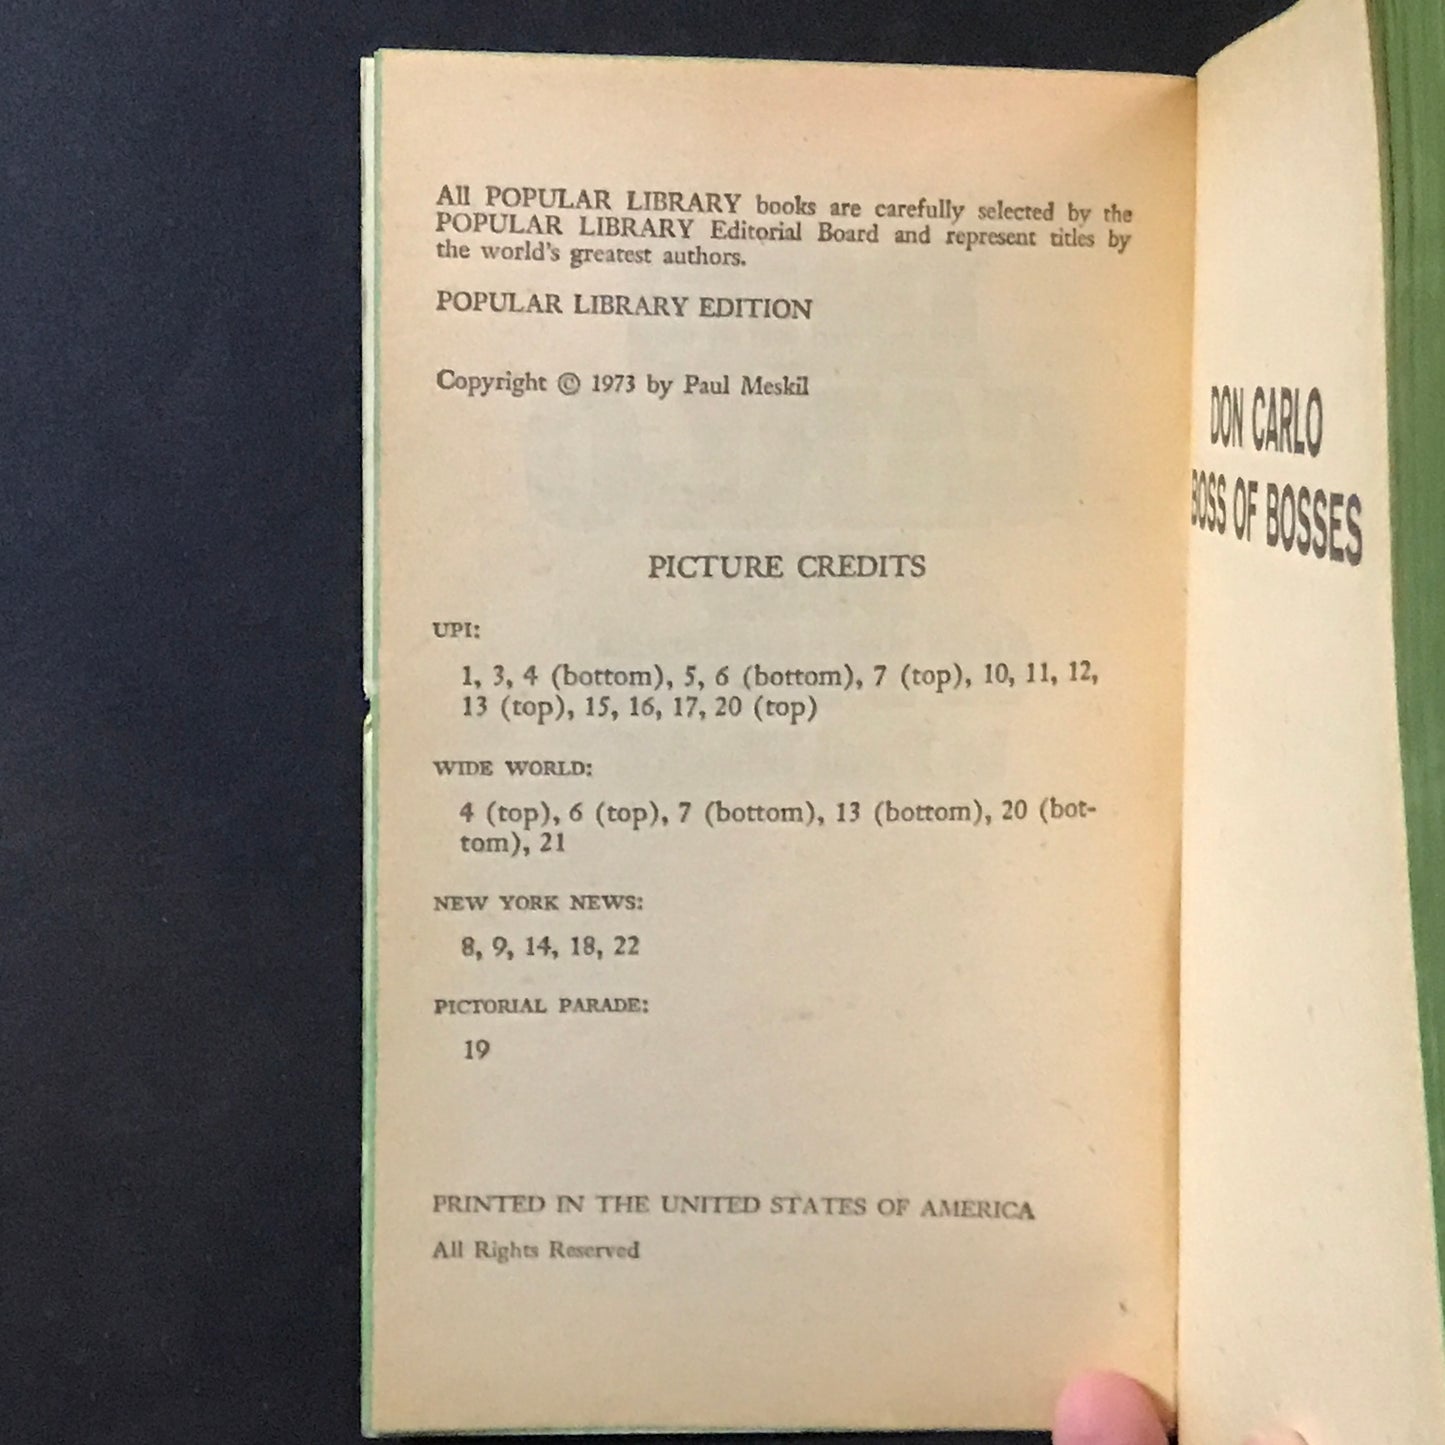 All POPULAR LIBRARY books are carefully selected by the
POPULAR LIBRARY Editorial Board and represent titles by
the world's greatest authors.
POPULAR LIBRARY EDITION
Copyright © 1973 by Paul Meskil
PICTURE CREDITS
UPI:
1, 3, 4 (bottom), 5, 6 (bottom), 7 (top), 10, 11, 12,
13 (top), 15, 16, 17, 20 (top)
WIDE WORLD:
4 (top), 6 (top), 7 (bottom), 13 (bottom), 20 (bot-
tom), 21
NEW YORK NEWS:
8, 9, 14, 18, 22
PICTORIAL PARADE:
19
PRINTED IN THE UNITED STATES OF AMERICA
All Rights Reserved
DON CARLO
BOSS OF BOSSES